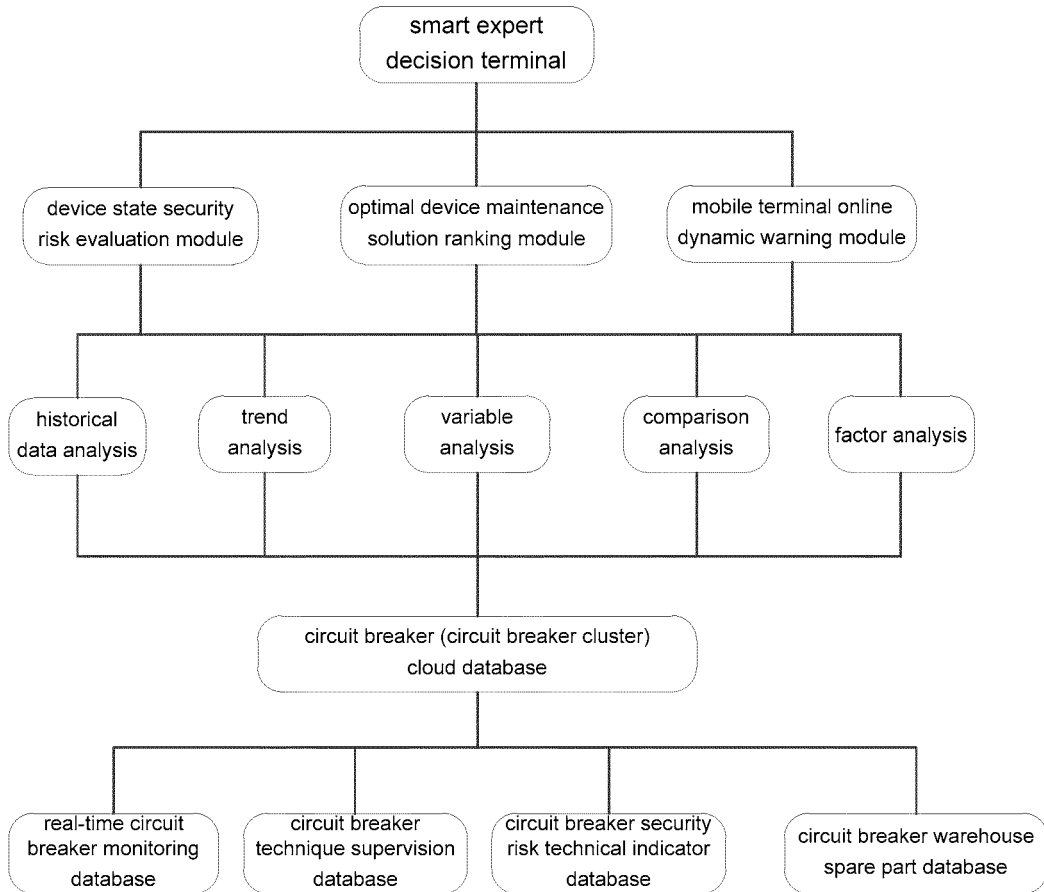 smart expert
decision terminal
device state security
risk evaluation module
optimal device maintenance
solution ranking module
mobile terminal online
dynamic warning module
historical
data analysis
trend
analysis
variable
analysis
comparison
analysis
factor analysis
circuit breaker (circuit breaker cluster)
cloud database
real-time circuit
breaker monitoring
database
circuit breaker
technique supervision
database
circuit breaker security
risk technical indicator
database
circuit breaker warehouse
spare part database